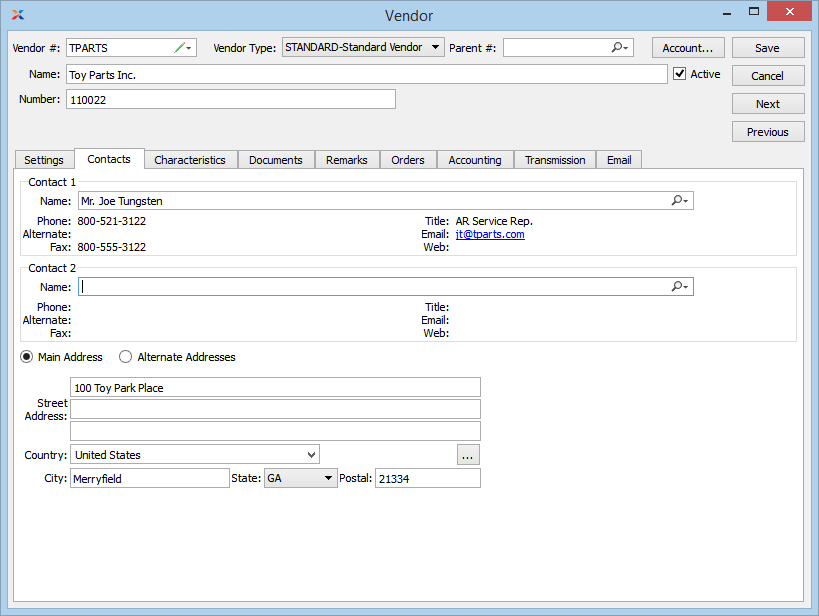 Vendor
Vendor #: TPARTS Vendor Type: STANDARD-Standard Vendor Parent #: Account... Save
Name: Toy Parts Inc. Active Cancel
Number: 110022 Next
Previous
Settings Contacts Characteristics Documents Remarks Orders Accounting Transmission Email
Contact 1
Name: Mr. Joe Tungsten
Phone: 800-521-3122 Title: AR Service Rep.
Alternate: Email: jt@tparts.com
Fax: 800-555-3122 Web:
Contact 2
Name:
Phone: Title:
Alternate: Email:
Fax: Web:
Main Address Alternate Addresses
100 Toy Park Place
Street
Address:
Country: United States ...
City: Merryfield State: GA Postal: 21334